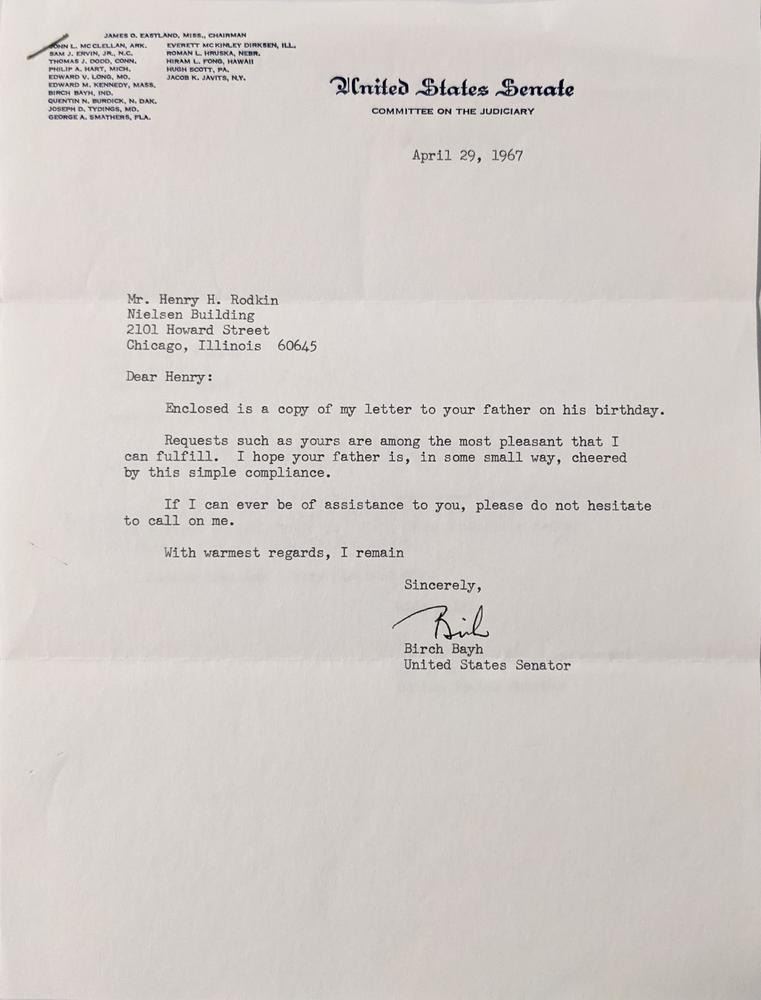 JAMES O. EASTLAND, MISS., CHAIRMAN
JOHN L. MC CLELLAN, ARK.
SAM J. ERVIN, JR., N.C.
THOMAS J. DODD, CONN.
PHILIP A. HART, MICH.
EDWARD V. LONG, MO.
EDWARD M. KENNEDY, MASS.
BIRCH BAYH, IND.
QUENTIN N. BURDICK, N. DAK.
JOSEPH D. TYDINGS, MD.
GEORGE A. SMATHERS, FLA.
EVERETT MC KINLEY DIRKSEN, ILL.
ROMAN L. HRUSKA, NEBR.
HIRAM L. FONG, HAWAII
HUGH SCOTT, PA.
JACOB K. JAVITS, N.Y.
United States Senate
COMMITTEE ON THE JUDICIARY
April 29, 1967
Mr. Henry H. Rodkin
Nielsen Building
2101 Howard Street
Chicago, Illinois 60645
Dear Henry:
Enclosed is a copy of my letter to your father on his birthday.
Requests such as yours are among the most pleasant that I
can fulfill. I hope your father is, in some small way, cheered
by this simple compliance.
If I can ever be of assistance to you, please do not hesitate
to call on me.
With warmest regards, I remain
Sincerely,
Birch
Birch Bayh
United States Senator